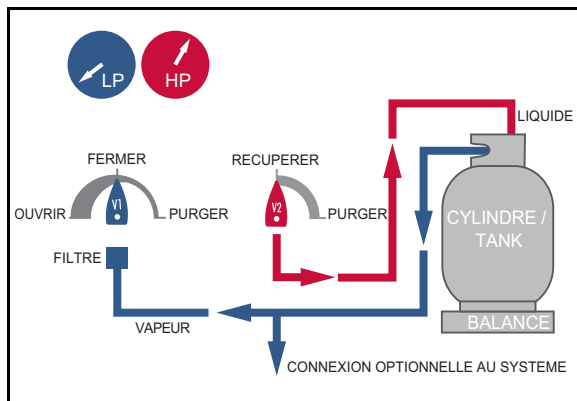 LP
HP
LIQUIDE
FERMER
RECUPERER
V1
V2
OUVRIR
PURGER
PURGER
CYLINDRE /
TANK
FILTRE
BALANCE
VAPEUR
CONNEXION OPTIONNELLE AU SYSTEME